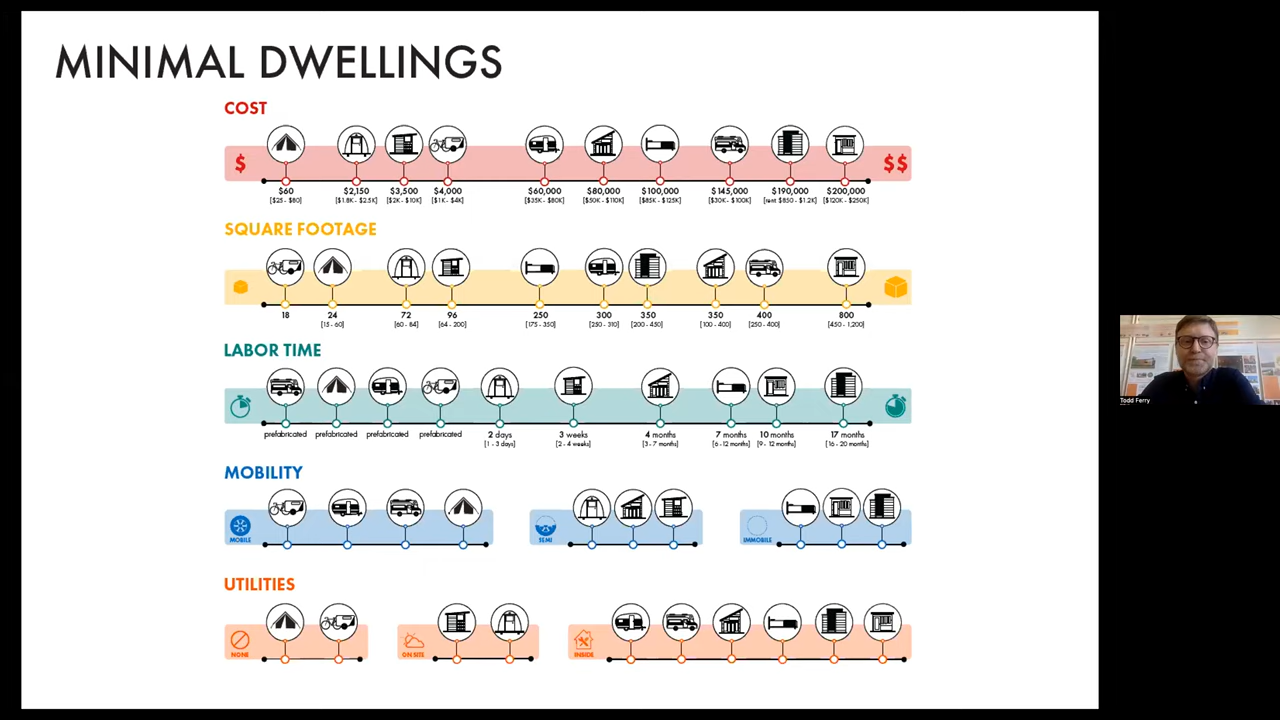 MINIMAL DWELLINGS
COST
$ $$
$60 $2,150 $3,500 $4,000 $60,000 $80,000 $100,000 $145,000 $190,000 $200,000
[$25 - $80] [$1.8K - $2.5K] [$2K - $10K] [$1K - $4K] [$35K - $80K] [$50K - $110K] [$85K - $125K] [$30K - $100K] [rent $850 - $1.2K] [$120K - $250K]
SQUARE FOOTAGE
18 24 72 96 250 300 350 350 400 800
[15 - 60] [60 - 84] [64 - 200] [175 - 350] [250 - 310] [200 - 450] [100 - 400] [250 - 400] [450 - 1,200]
LABOR TIME
prefabricated prefabricated prefabricated prefabricated 2 days 3 weeks 4 months 7 months 10 months 17 months
[1 - 3 days] [2 - 4 weeks] [3 - 7 months] [6 - 12 months] [9 - 12 months] [16 - 20 months]
MOBILITY
MOBILE SEMI IMMOBILE
UTILITIES
NONE ON SITE INSIDE
Todd Ferry